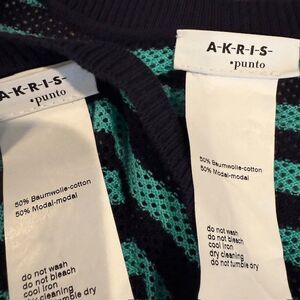 A-K-R-I-S-
•punto
50% Baumwolle-cotton
50% Modal-modal
do not wash
do not bleach
cool iron
dry cleaning
do not tumble dry
A-K-R-I-S-
•punto
50% Baumwolle-cotton
50% Modal-modal
do not wash
do not bleach
cool iron
dry cleaning
do not tumble dry